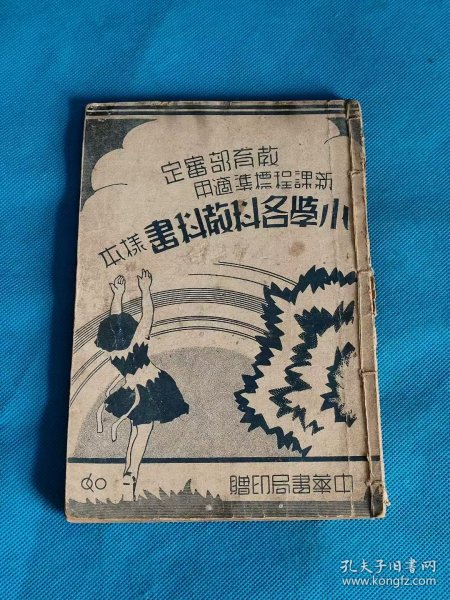 教育部審定
新課程標準適用
小學各科教科書樣本
中華書局印贈
孔夫子旧书网
www.kongfz.com